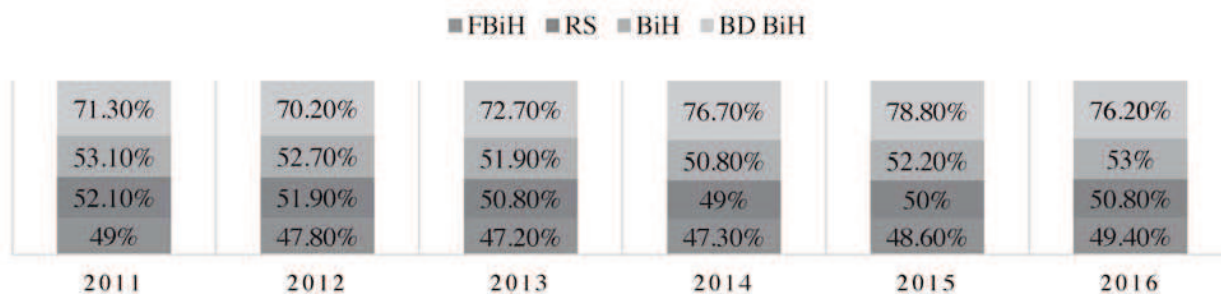 FBiH RS BiH BD BiH
71.30% 70.20% 72.70% 76.70% 78.80% 76.20%
53.10% 52.70% 51.90% 50.80% 52.20% 53%
52.10% 51.90% 50.80% 49% 50% 50.80%
49% 47.80% 47.20% 47.30% 48.60% 49.40%
2011 2012 2013 2014 2015 2016